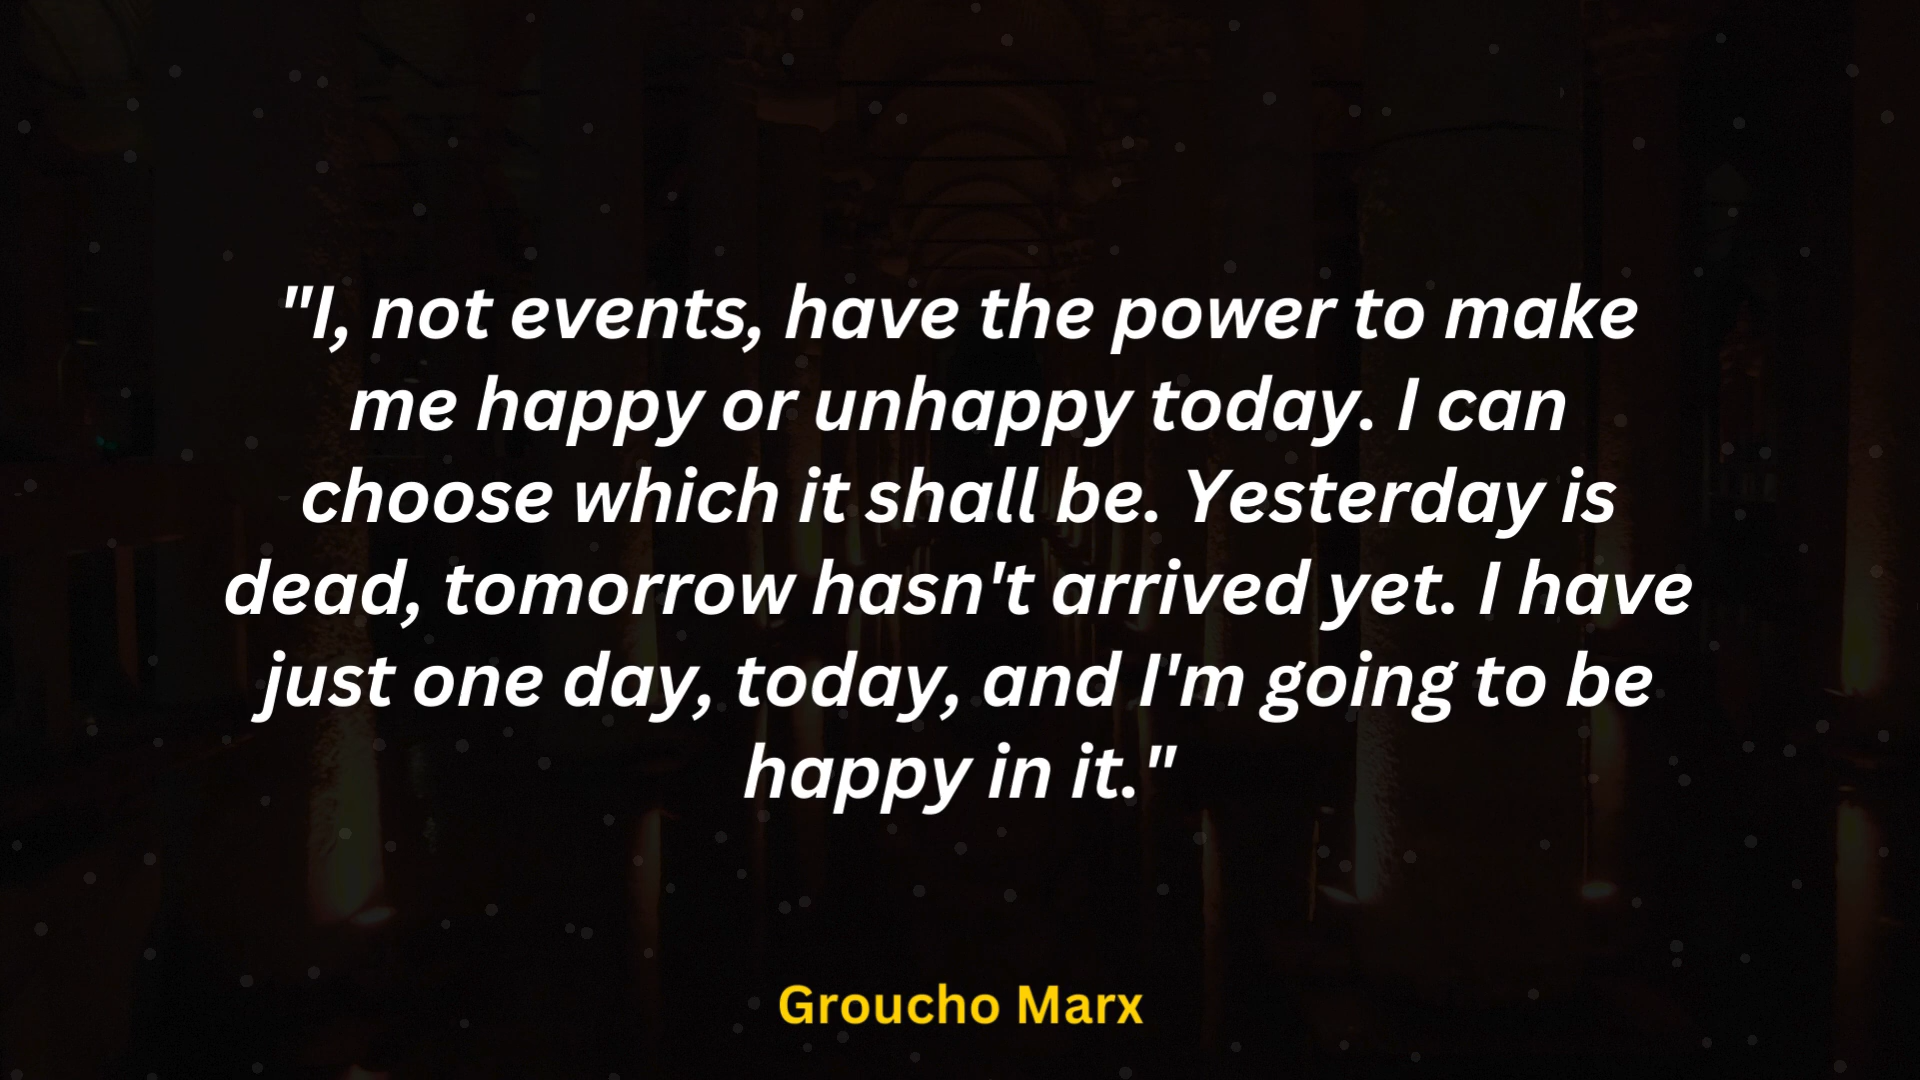 "I, not events, have the power to make
me happy or unhappy today. I can
choose which it shall be. Yesterday is
dead, tomorrow hasn't arrived yet. I have
just one day, today, and I'm going to be
happy in it."
Groucho Marx